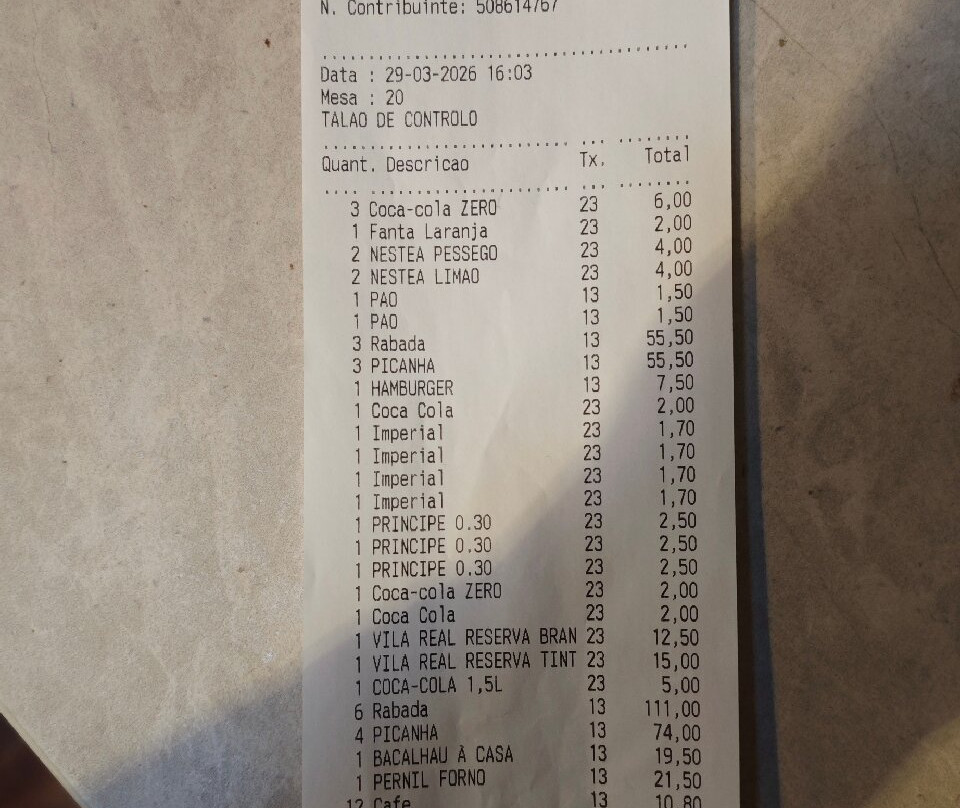 N. Contribuinte: 508614767
Data : 29-03-2026 16:03
Mesa : 20
TALAO DE CONTROLO
Quant. Descricao Tx. Total
3 Coca-cola ZERO 23 6,00
1 Fanta Laranja 23 2,00
2 NESTEA PESSEGO 23 4,00
2 NESTEA LIMAO 23 4,00
1 PAO 13 1,50
1 PAO 13 1,50
3 Rabada 13 55,50
3 PICANHA 13 55,50
1 HAMBURGER 13 7,50
1 Coca Cola 23 2,00
1 Imperial 23 1,70
1 Imperial 23 1,70
1 Imperial 23 1,70
1 Imperial 23 1,70
1 PRINCIPE 0.30 23 2,50
1 PRINCIPE 0.30 23 2,50
1 PRINCIPE 0.30 23 2,50
1 Coca-cola ZERO 23 2,00
1 Coca Cola 23 2,00
1 VILA REAL RESERVA BRAN 23 12,50
1 VILA REAL RESERVA TINT 23 15,00
1 COCA-COLA 1,5L 23 5,00
6 Rabada 13 111,00
4 PICANHA 13 74,00
1 BACALHAU À CASA 13 19,50
1 PERNIL FORNO 13 21,50
12 Cafe 13 10,80